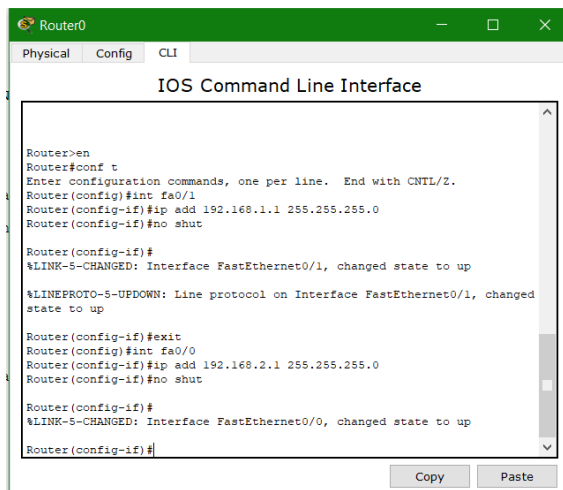 Router0
Physical Config CLI
IOS Command Line Interface
Router>en
Router#conf t
Enter configuration commands, one per line. End with CNTL/Z.
Router(config)#int fa0/1
Router(config-if)#ip add 192.168.1.1 255.255.255.0
Router(config-if)#no shut
Router(config-if)#
%LINK-5-CHANGED: Interface FastEthernet0/1, changed state to up
%LINEPROTO-5-UPDOWN: Line protocol on Interface FastEthernet0/1, changed
state to up
Router(config-if)#exit
Router(config)#int fa0/0
Router(config-if)#ip add 192.168.2.1 255.255.255.0
Router(config-if)#no shut
Router(config-if)#
%LINK-5-CHANGED: Interface FastEthernet0/0, changed state to up
Router(config-if)#
Copy Paste